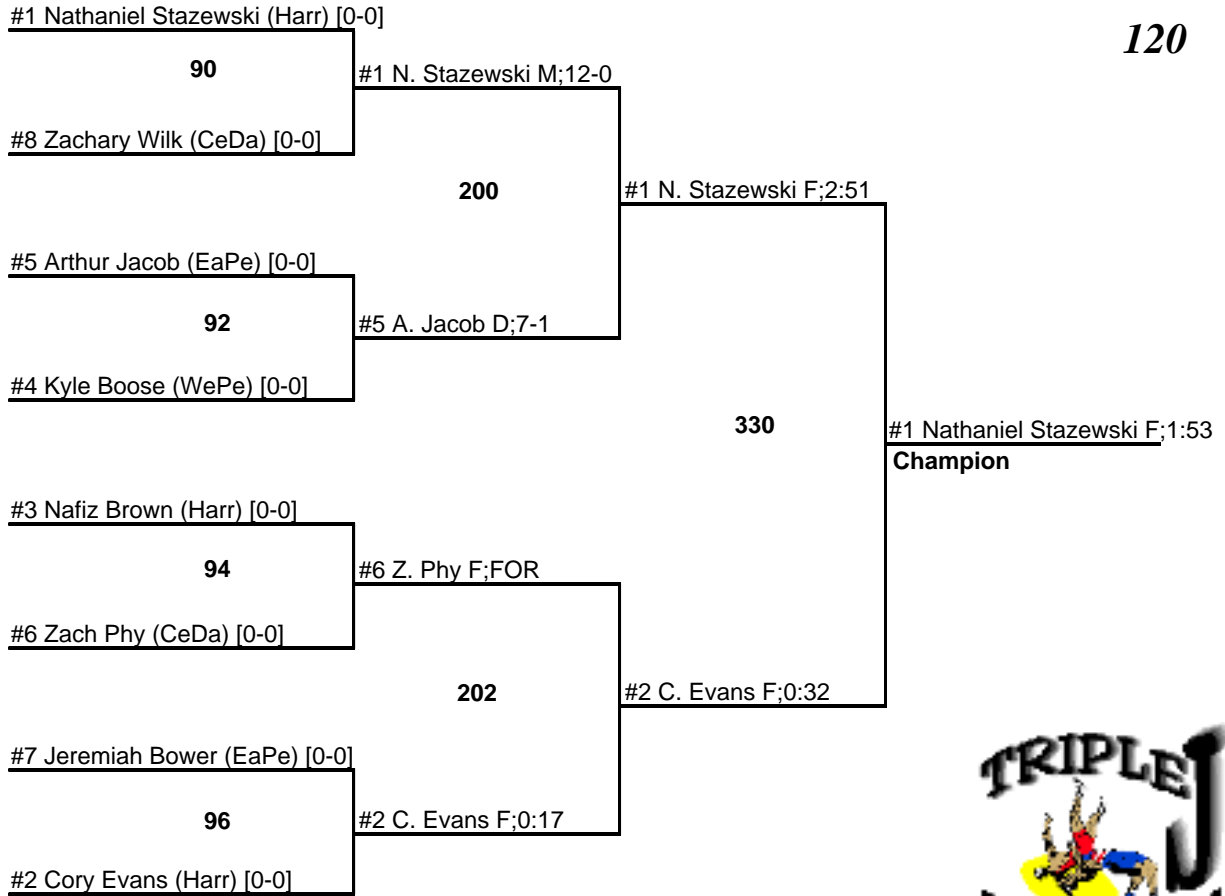 #1 Nathaniel Stazewski (Harr) [0-0]
120
90
#1 N. Stazewski M;12-0
#8 Zachary Wilk (CeDa) [0-0]
200
#1 N. Stazewski F;2:51
#5 Arthur Jacob (EaPe) [0-0]
92
#5 A. Jacob D;7-1
#4 Kyle Boose (WePe) [0-0]
330
#1 Nathaniel Stazewski F;1:53
Champion
#3 Nafiz Brown (Harr) [0-0]
94
#6 Z. Phy F;FOR
#6 Zach Phy (CeDa) [0-0]
202
#2 C. Evans F;0:32
#7 Jeremiah Bower (EaPe) [0-0]
96
#2 C. Evans F;0:17
#2 Cory Evans (Harr) [0-0]
TRIPLE J